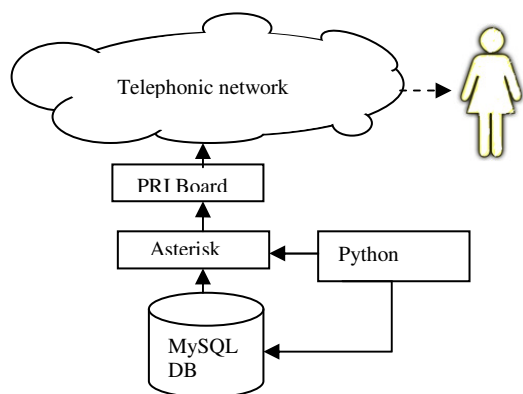 Telephonic network
PRI Board
Asterisk
Python
MySQL
DB